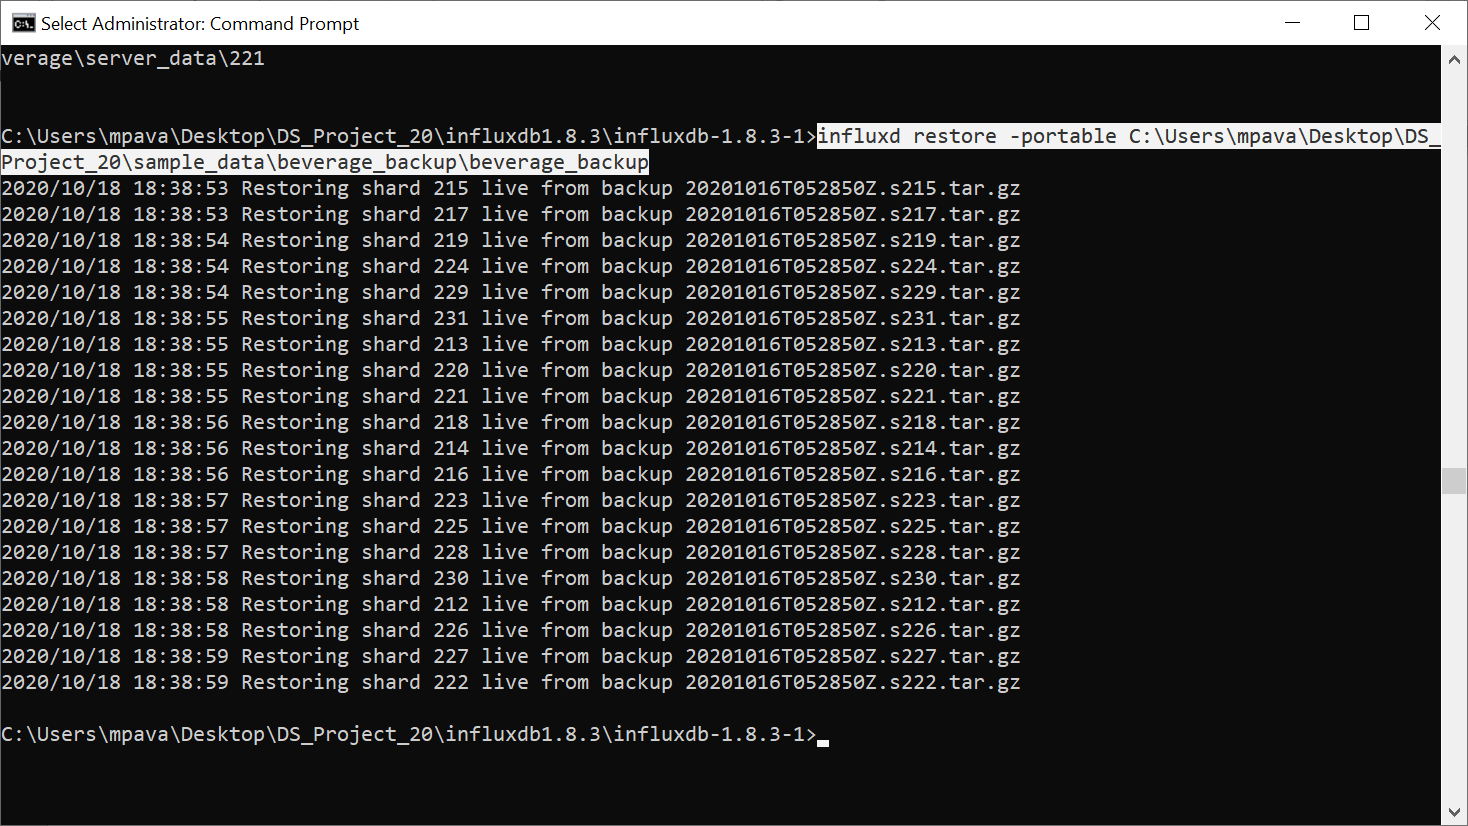 Select Administrator: Command Prompt
verage\server_data\221
C:\Users\mpava\Desktop\DS_Project_20\influxdb1.8.3\influxdb-1.8.3-1>influxd restore -portable C:\Users\mpava\Desktop\DS_
Project_20\sample_data\beverage_backup\beverage_backup
2020/10/18 18:38:53 Restoring shard 215 live from backup 20201016T052850Z.s215.tar.gz
2020/10/18 18:38:53 Restoring shard 217 live from backup 20201016T052850Z.s217.tar.gz
2020/10/18 18:38:54 Restoring shard 219 live from backup 20201016T052850Z.s219.tar.gz
2020/10/18 18:38:54 Restoring shard 224 live from backup 20201016T052850Z.s224.tar.gz
2020/10/18 18:38:54 Restoring shard 229 live from backup 20201016T052850Z.s229.tar.gz
2020/10/18 18:38:55 Restoring shard 231 live from backup 20201016T052850Z.s231.tar.gz
2020/10/18 18:38:55 Restoring shard 213 live from backup 20201016T052850Z.s213.tar.gz
2020/10/18 18:38:55 Restoring shard 220 live from backup 20201016T052850Z.s220.tar.gz
2020/10/18 18:38:55 Restoring shard 221 live from backup 20201016T052850Z.s221.tar.gz
2020/10/18 18:38:56 Restoring shard 218 live from backup 20201016T052850Z.s218.tar.gz
2020/10/18 18:38:56 Restoring shard 214 live from backup 20201016T052850Z.s214.tar.gz
2020/10/18 18:38:56 Restoring shard 216 live from backup 20201016T052850Z.s216.tar.gz
2020/10/18 18:38:57 Restoring shard 223 live from backup 20201016T052850Z.s223.tar.gz
2020/10/18 18:38:57 Restoring shard 225 live from backup 20201016T052850Z.s225.tar.gz
2020/10/18 18:38:57 Restoring shard 228 live from backup 20201016T052850Z.s228.tar.gz
2020/10/18 18:38:58 Restoring shard 230 live from backup 20201016T052850Z.s230.tar.gz
2020/10/18 18:38:58 Restoring shard 212 live from backup 20201016T052850Z.s212.tar.gz
2020/10/18 18:38:58 Restoring shard 226 live from backup 20201016T052850Z.s226.tar.gz
2020/10/18 18:38:59 Restoring shard 227 live from backup 20201016T052850Z.s227.tar.gz
2020/10/18 18:38:59 Restoring shard 222 live from backup 20201016T052850Z.s222.tar.gz
C:\Users\mpava\Desktop\DS_Project_20\influxdb1.8.3\influxdb-1.8.3-1>